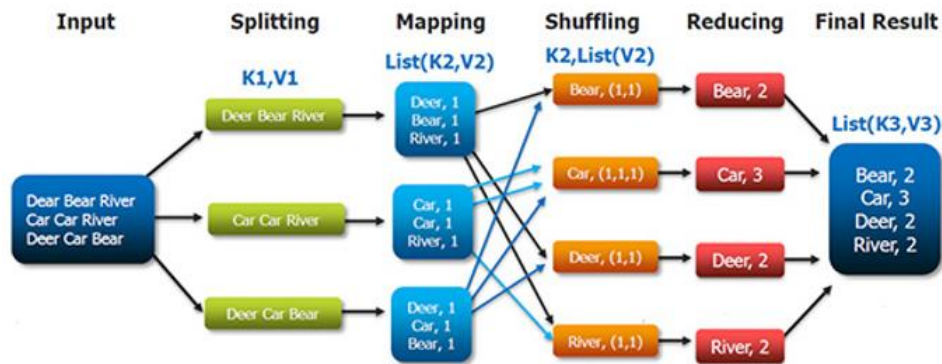 Input
Splitting
Mapping
Shuffling
Reducing
Final Result
K1,V1
List(K2,V2)
K2,List(V2)
List(K3,V3)
Dear Bear River
Car Car River
Deer Car Bear
Deer Bear River
Car Car River
Deer Car Bear
Deer, 1
Bear, 1
River, 1
Car, 1
Car, 1
River, 1
Deer, 1
Car, 1
Bear, 1
Bear, (1,1)
Car, (1,1,1)
Deer, (1,1)
River, (1,1)
Bear, 2
Car, 3
Deer, 2
River, 2
Bear, 2
Car, 3
Deer, 2
River, 2